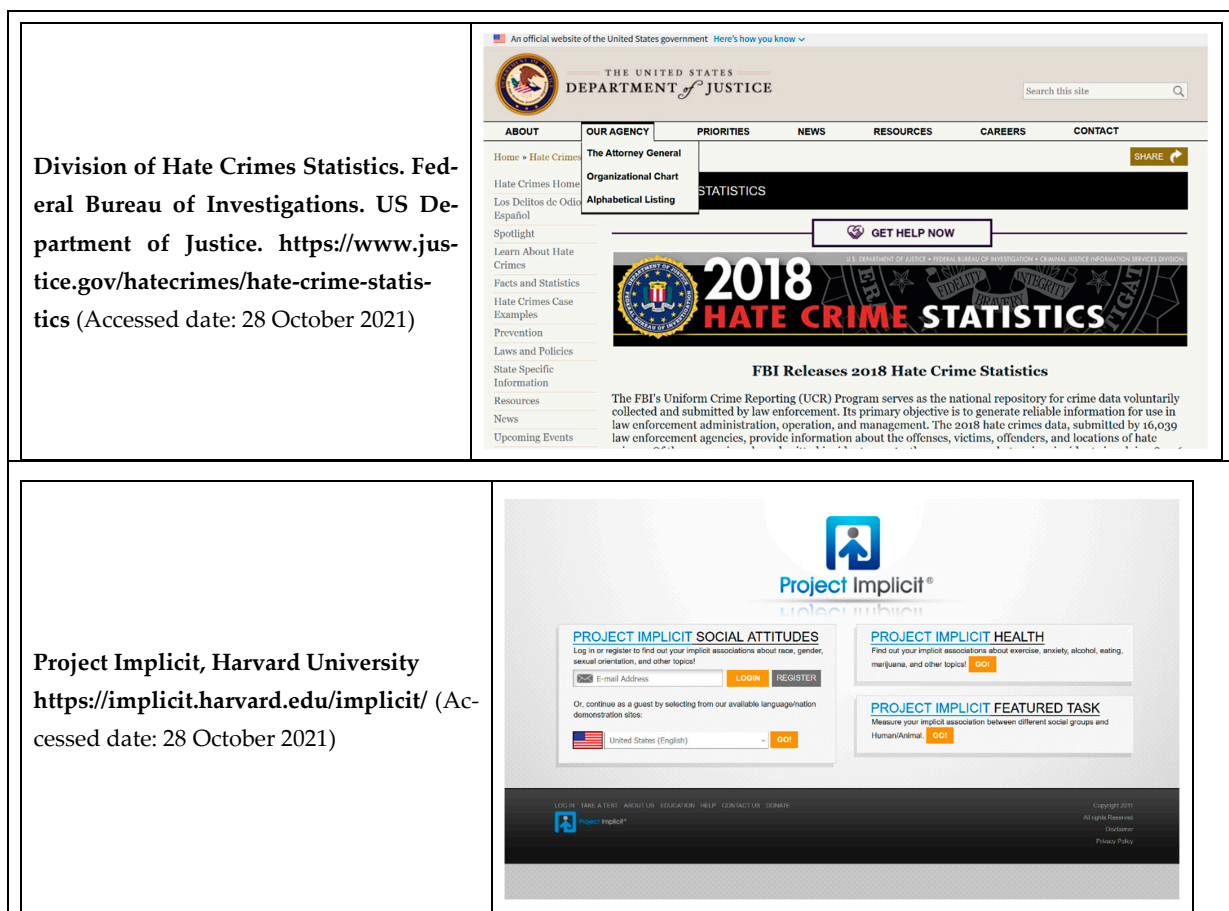 Division of Hate Crimes Statistics. Fed-
eral Bureau of Investigations. US De-
partment of Justice. https://www.jus-
tice.gov/hatecrimes/hate-crime-statis-
tics (Accessed date: 28 October 2021)
An official website of the United States government Here's how you know
THE UNITED STATES
DEPARTMENT of JUSTICE
Search this site
ABOUT OUR AGENCY PRIORITIES NEWS RESOURCES CAREERS CONTACT
The Attorney General
Organizational Chart
Alphabetical Listing
Home » Hate Crimes
SHARE
STATISTICS
Hate Crimes Home
Los Delitos de Odio
Español
Spotlight
Learn About Hate
Crimes
Facts and Statistics
Hate Crimes Case
Examples
Prevention
Laws and Policies
State Specific
Information
Resources
News
Upcoming Events
GET HELP NOW
U.S. DEPARTMENT OF JUSTICE • FEDERAL BUREAU OF INVESTIGATION • CRIMINAL JUSTICE INFORMATION SERVICES DIVISION
FIDELITY BRAVERY INTEGRITY
2018
HATE CRIME STATISTICS
FBI Releases 2018 Hate Crime Statistics
The FBI's Uniform Crime Reporting (UCR) Program serves as the national repository for crime data voluntarily
collected and submitted by law enforcement. Its primary objective is to generate reliable information for use in
law enforcement administration, operation, and management. The 2018 hate crimes data, submitted by 16,039
law enforcement agencies, provide information about the offenses, victims, offenders, and locations of hate
Project Implicit, Harvard University
https://implicit.harvard.edu/implicit/ (Ac-
cessed date: 28 October 2021)
Project Implicit®
PROJECT IMPLICIT SOCIAL ATTITUDES
Log in or register to find out your implicit associations about race, gender,
sexual orientation, and other topics!
E-mail Address LOGIN REGISTER
Or, continue as a guest by selecting from our available language/nation
demonstration sites:
United States (English) GO!
PROJECT IMPLICIT HEALTH
Find out your implicit associations about exercise, anxiety, alcohol, eating,
marijuana, and other topics! GO!
PROJECT IMPLICIT FEATURED TASK
Measure your implicit association between different social groups and
Human/Animal. GO!
LOG IN TAKE A TEST ABOUT US EDUCATION HELP CONTACT US DONATE
Project Implicit®
Copyright 2011
All rights Reserved
Disclaimer
Privacy Policy